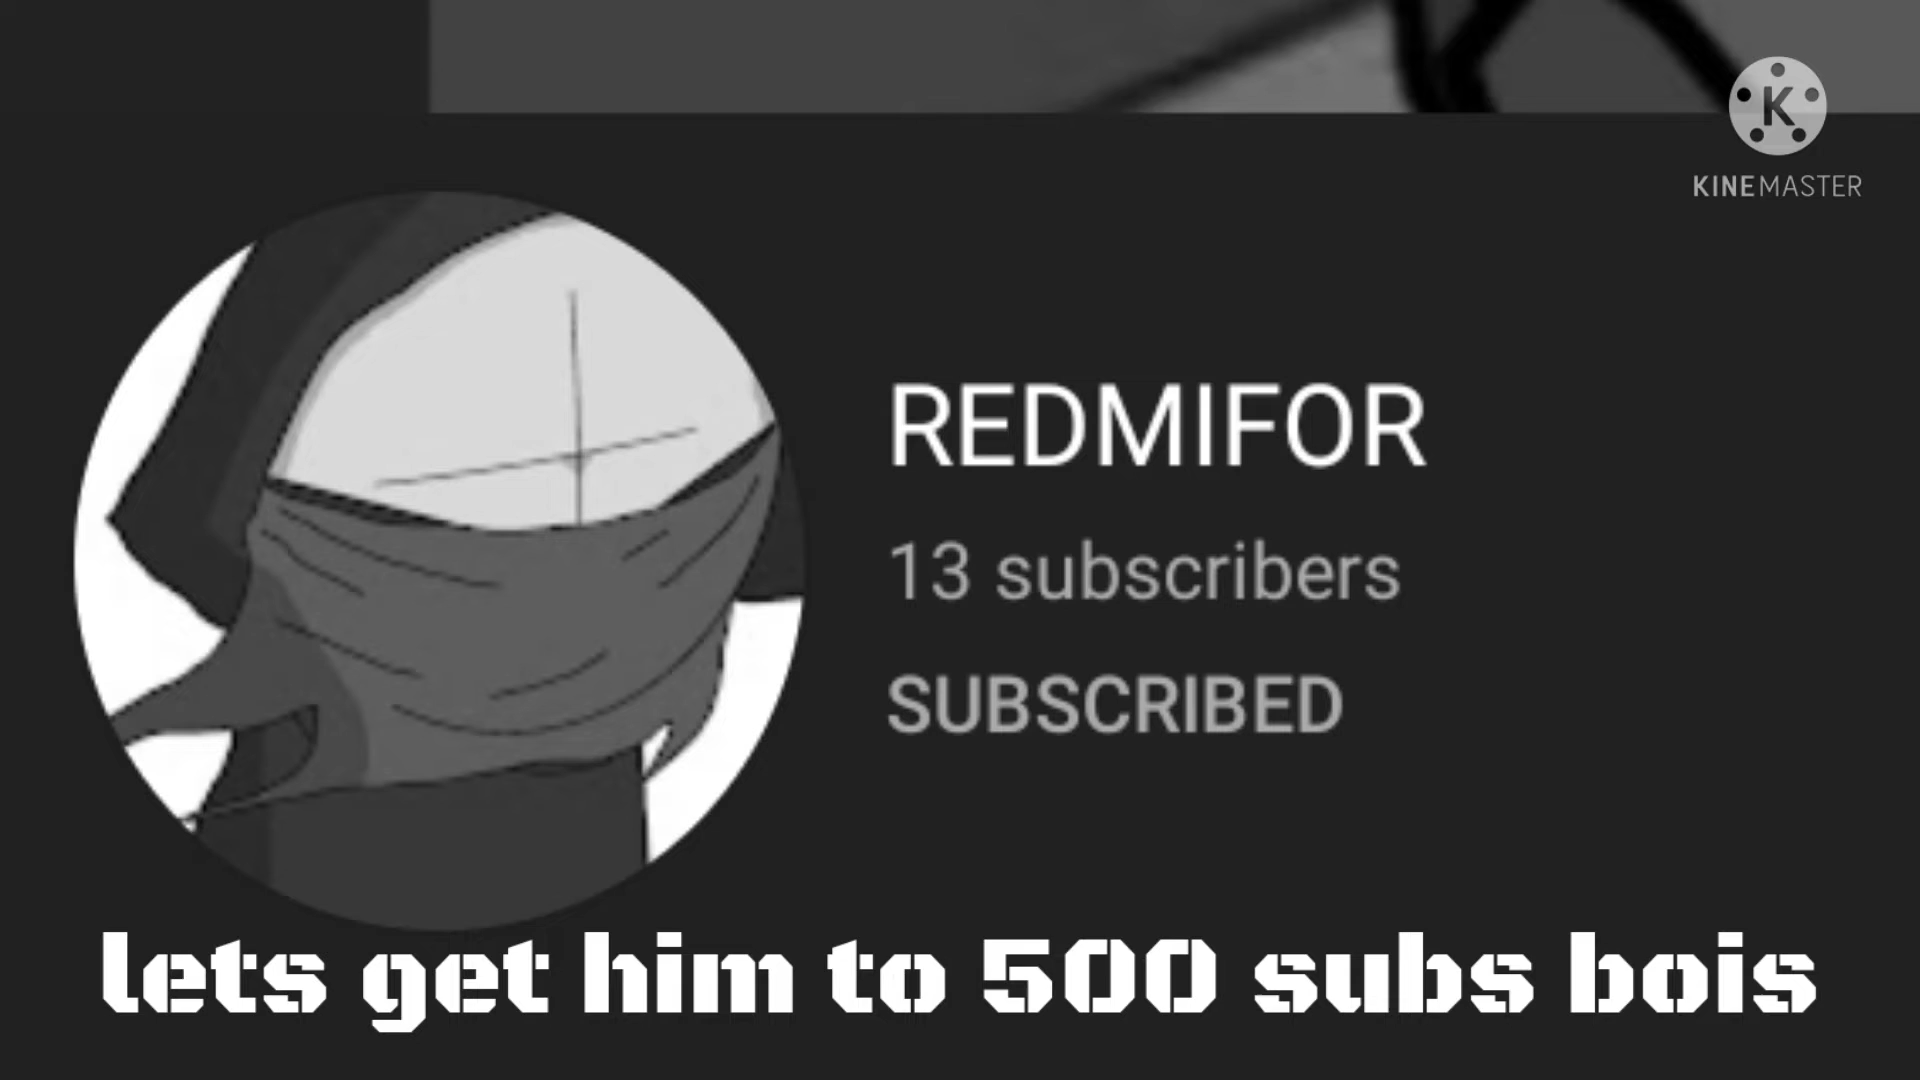 K
KINEMASTER
REDMIFOR
13 subscribers
SUBSCRIBED
lets get him to 500 subs bois